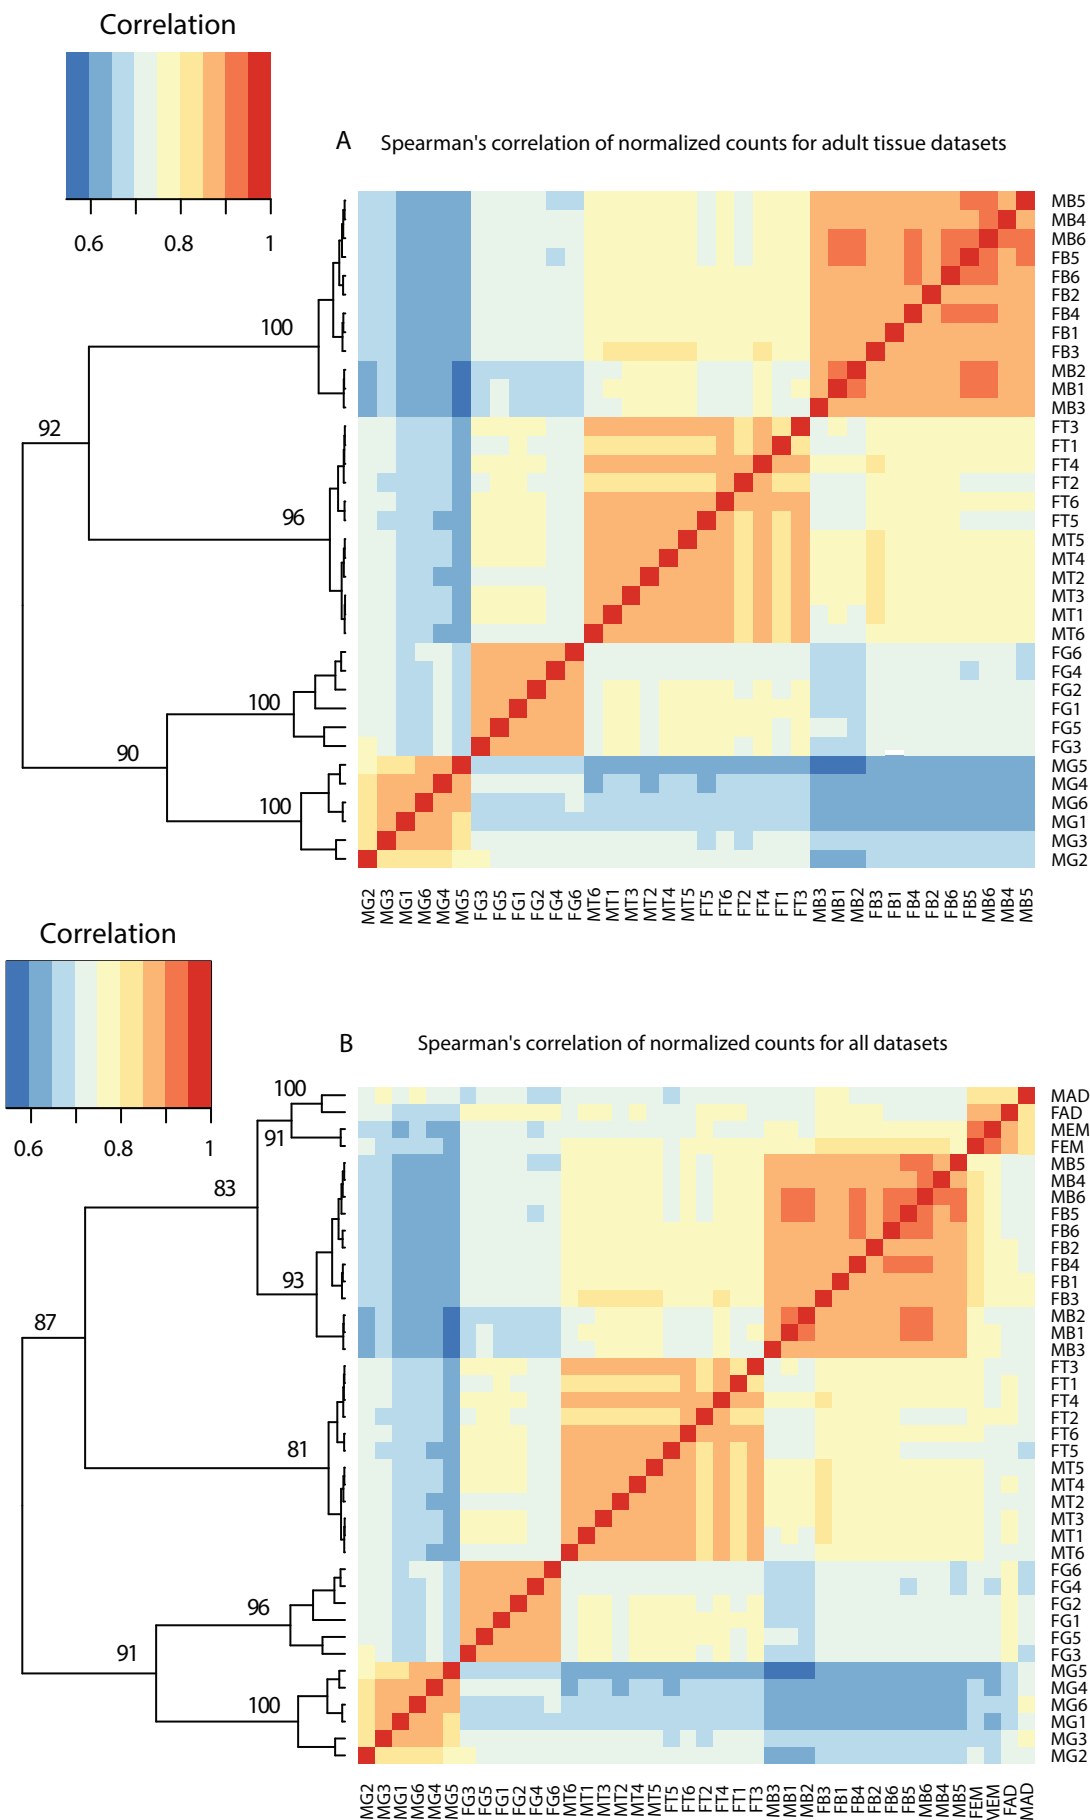 Correlation
0.6 0.8 1
A Spearman's correlation of normalized counts for adult tissue datasets
MB5
MB4
MB6
FB5
FB6
FB2
100 FB4
FB1
FB3
MB2
MB1
MB3
92 FT3
FT1
FT4
FT2
FT6
96 FT5
MT5
MT4
MT2
MT3
MT1
MT6
FG6
FG4
FG2
100 FG1
FG5
90 FG3
MG5
MG4
100 MG6
MG1
MG3
MG2
MG2 MG3 MG1 MG6 MG4 MG5 FG3 FG5 FG1 FG2 FG4 FG6 MT6 MT1 MT3 MT2 MT4 MT5 FT5 FT6 FT2 FT4 FT1 FT3 MB3 MB1 MB2 FB3 FB1 FB4 FB2 FB6 FB5 MB6 MB4 MB5
Correlation
0.6 0.8 1
B Spearman's correlation of normalized counts for all datasets
100 MAD
FAD
91 MEM
FEM
MB5
83 MB4
MB6
FB5
FB6
FB2
FB4
93 FB1
FB3
87 MB2
MB1
MB3
FT3
FT1
FT4
FT2
FT6
81 FT5
MT5
MT4
MT2
MT3
MT1
MT6
FG6
FG4
96 FG2
FG1
FG5
91 FG3
MG5
MG4
100 MG6
MG1
MG3
MG2
MG2 MG3 MG1 MG6 MG4 MG5 FG3 FG5 FG1 FG2 FG4 FG6 MT6 MT1 MT3 MT2 MT4 MT5 FT5 FT6 FT2 FT4 FT1 FT3 MB3 MB1 MB2 FB3 FB1 FB4 FB2 FB6 FB5 MB6 MB4 MB5 FEM MEM FAD MAD